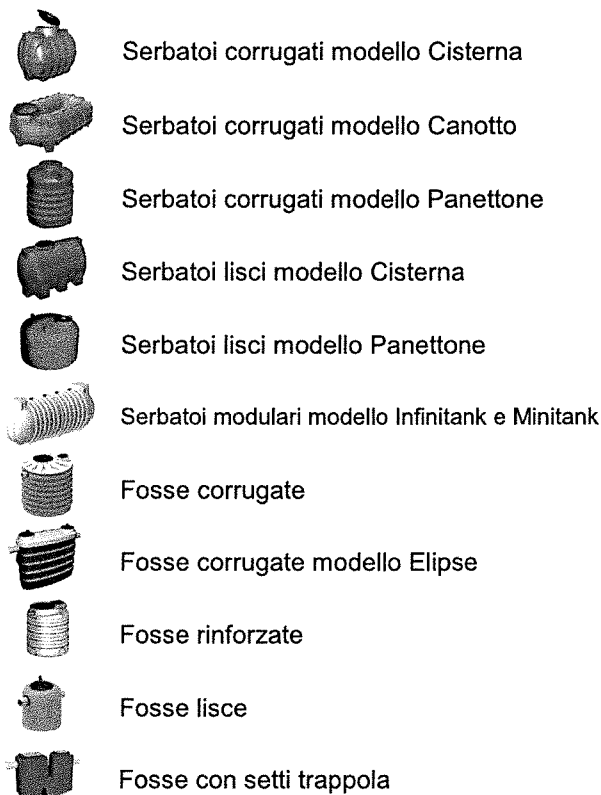 Serbatoi corrugati modello Cisterna
Serbatoi corrugati modello Canotto
Serbatoi corrugati modello Panettone
Serbatoi lisci modello Cisterna
Serbatoi lisci modello Panettone
Serbatoi modulari modello Infinitank e Minitank
Fosse corrugate
Fosse corrugate modello Elipse
Fosse rinforzate
Fosse lisce
Fosse con setti trappola